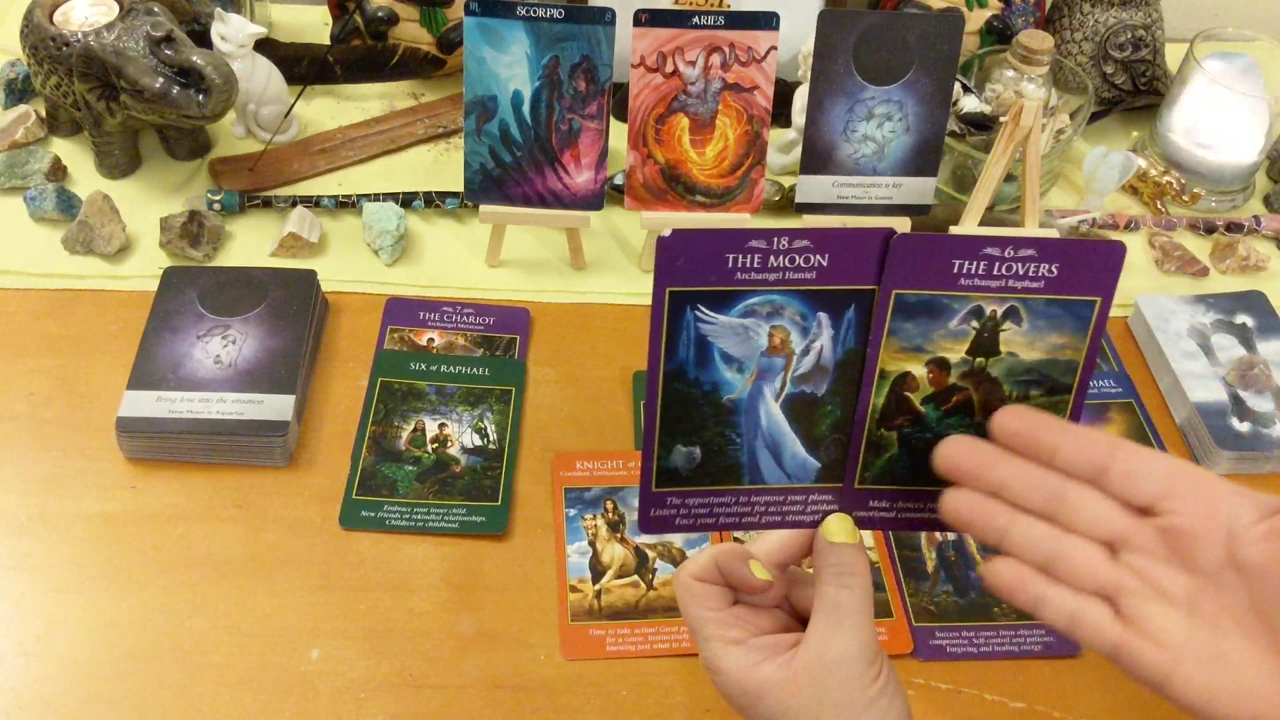 E.S.T.
♏ SCORPIO 8
♈ ARIES 1
Communication is key
New Moon in Gemini
18
THE MOON
Archangel Haniel
The opportunity to improve your plans.
Listen to your intuition for accurate
Face your fears and grow stronger!
6
THE LOVERS
Archangel Raphael
Make choices
emotional
Bring love into the situation
New Moon in Aquarius
7
THE CHARIOT
Archangel Metatron
SIX of RAPHAEL
Embrace your inner child.
New friends or rekindled relationships.
Children or childhood.
KNIGHT of
Confident, Enthusiastic,
Time to take action! Great
for a cause. Instinctively
knowing just what to do.
Success that comes from objective
compromise. Self-control and patience.
Forgiving and healing energy.